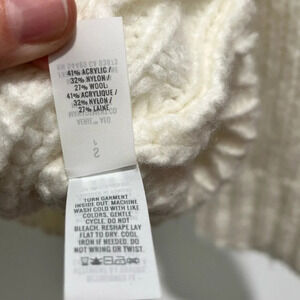 41% ACRYLIC /
32% NYLON /
27% WOOL
41% ACRYLIQUE /
32% NYLON /
27% LAINE
S
TURN GARMENT
INSIDE OUT. MACHINE
WASH COLD WITH LIKE
COLORS, GENTLE
CYCLE. DO NOT
BLEACH. RESHAPE LAY
FLAT TO DRY. COOL
IRON IF NEEDED. DO
NOT WRING OR TWIST.